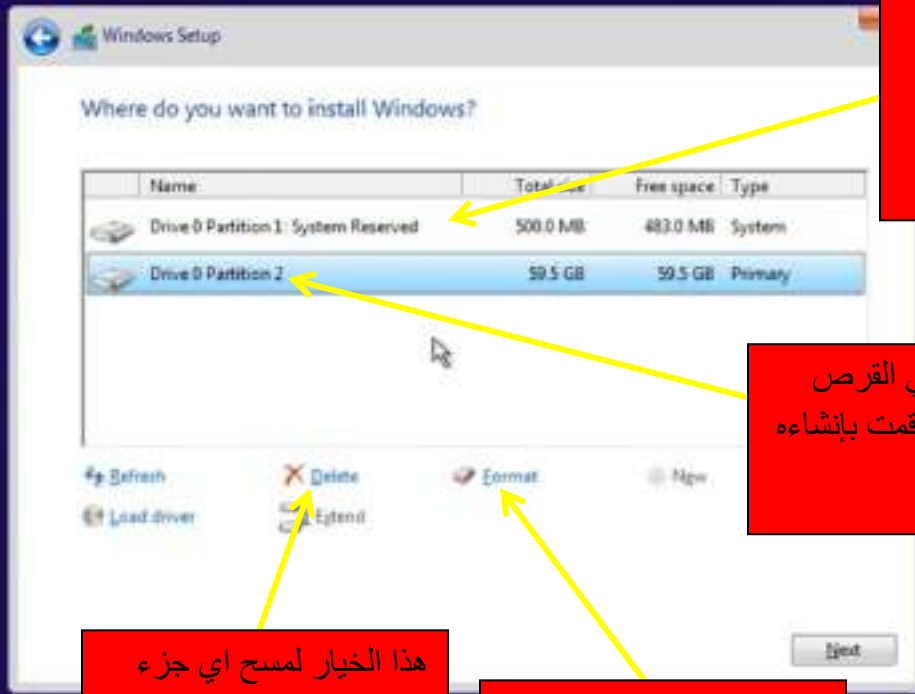 Windows Setup
Where do you want to install Windows?
Name Total size Free space Type
Drive 0 Partition 1: System Reserved 500.0 MB 483.0 MB System
Drive 0 Partition 2 59.5 GB 59.5 GB Primary
القرص
قمت بإنشاءه
Refresh Delete Format New
Load driver Extend
هذا الخيار لمسح اي جزء
Next